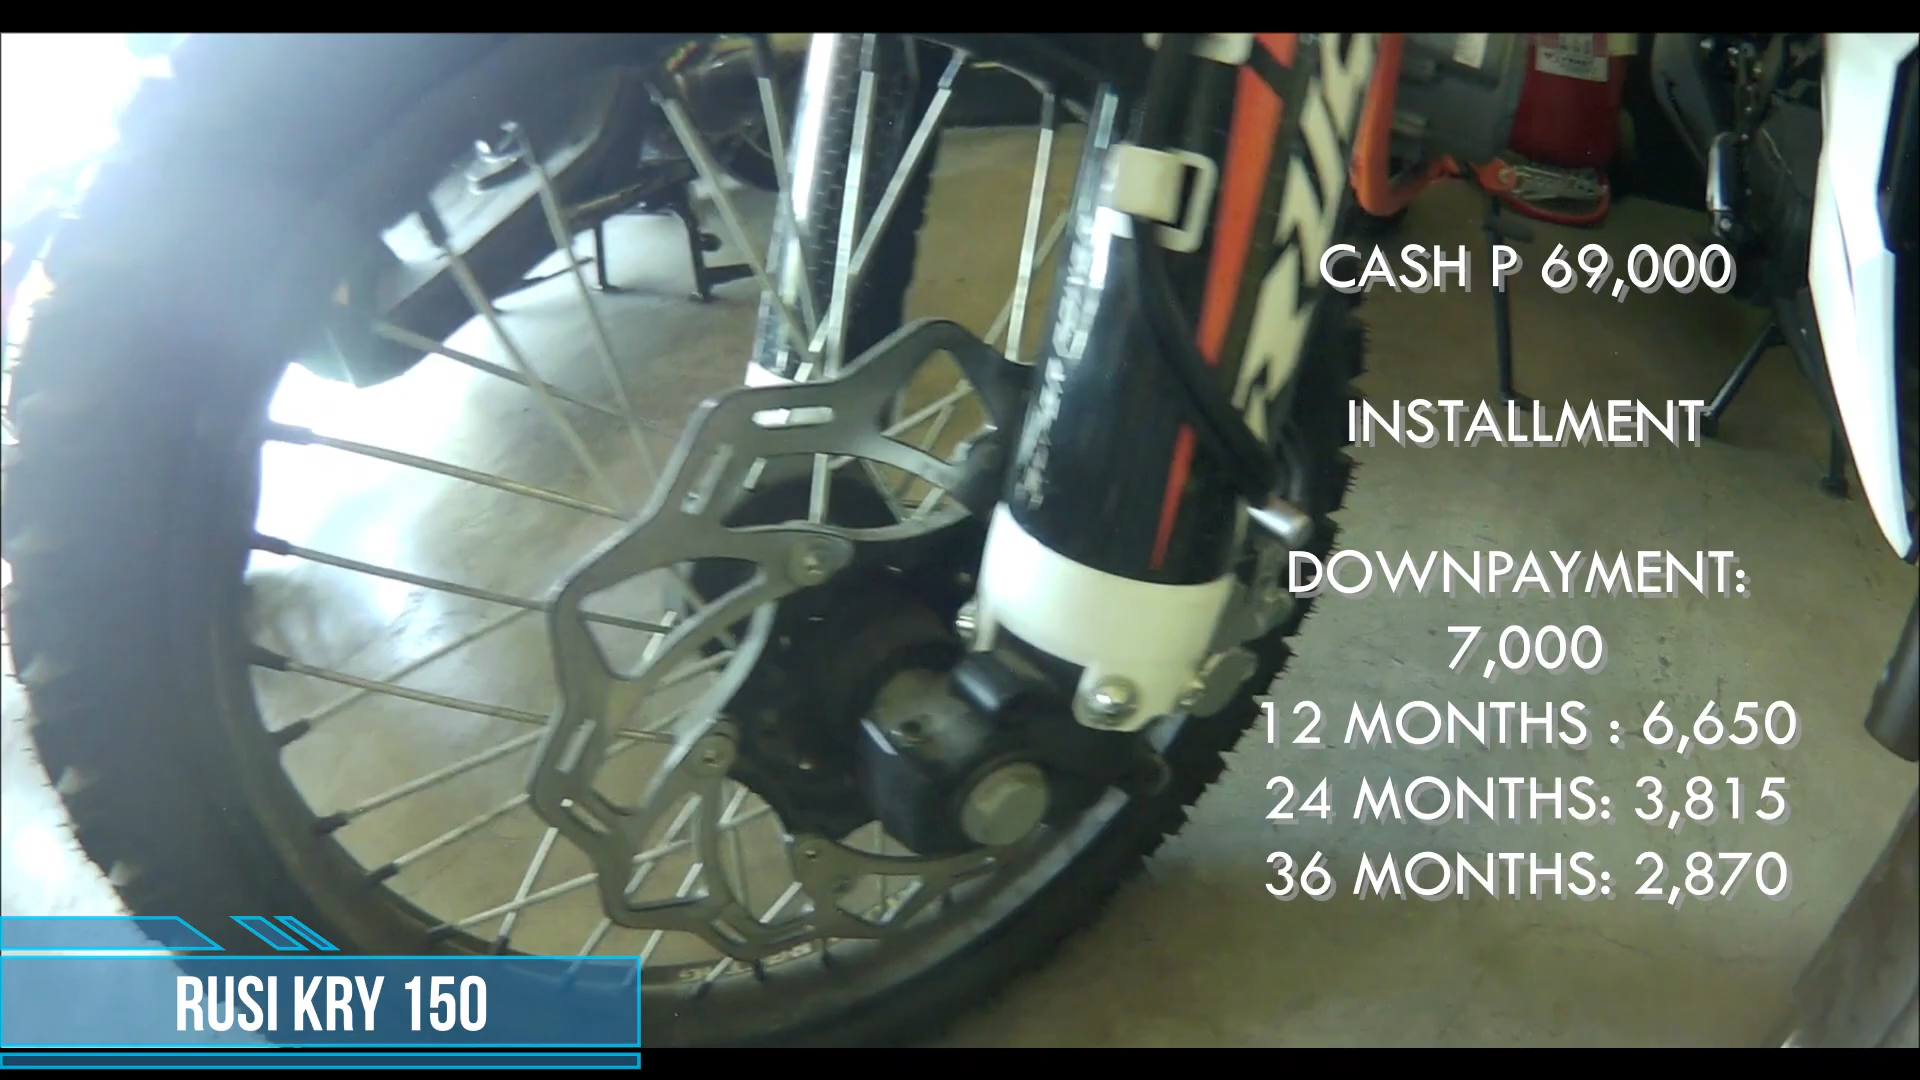 CASH P 69,000
INSTALLMENT
DOWNPAYMENT:
7,000
12 MONTHS : 6,650
24 MONTHS: 3,815
36 MONTHS: 2,870
RUSI KRY 150